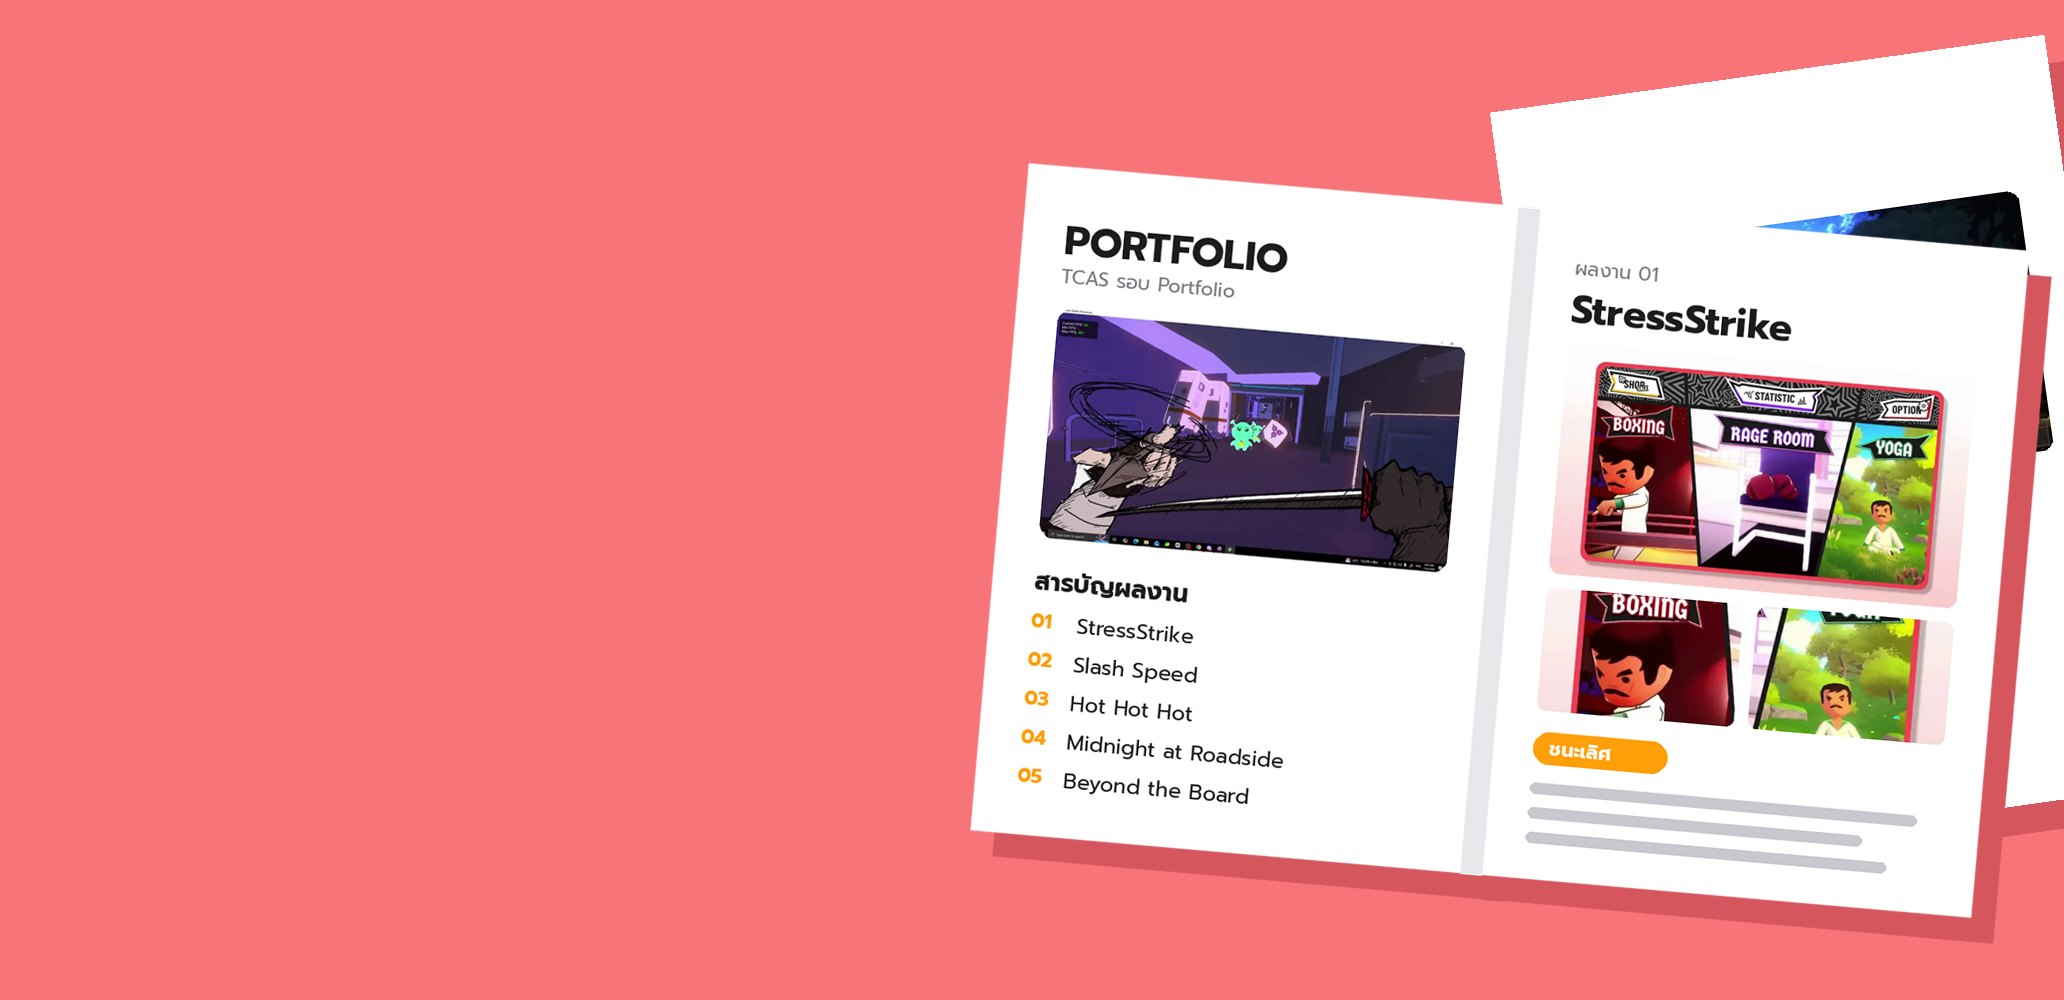 PORTFOLIO
TCAS รอบ Portfolio
สารบัญผลงาน
01 StressStrike
02 Slash Speed
03 Hot Hot Hot
04 Midnight at Roadside
05 Beyond the Board
ผลงาน 01
StressStrike
SHOP
STATISTIC
OPTION
BOXING
RAGE ROOM
YOGA
BOXING
ชนะเลิศ